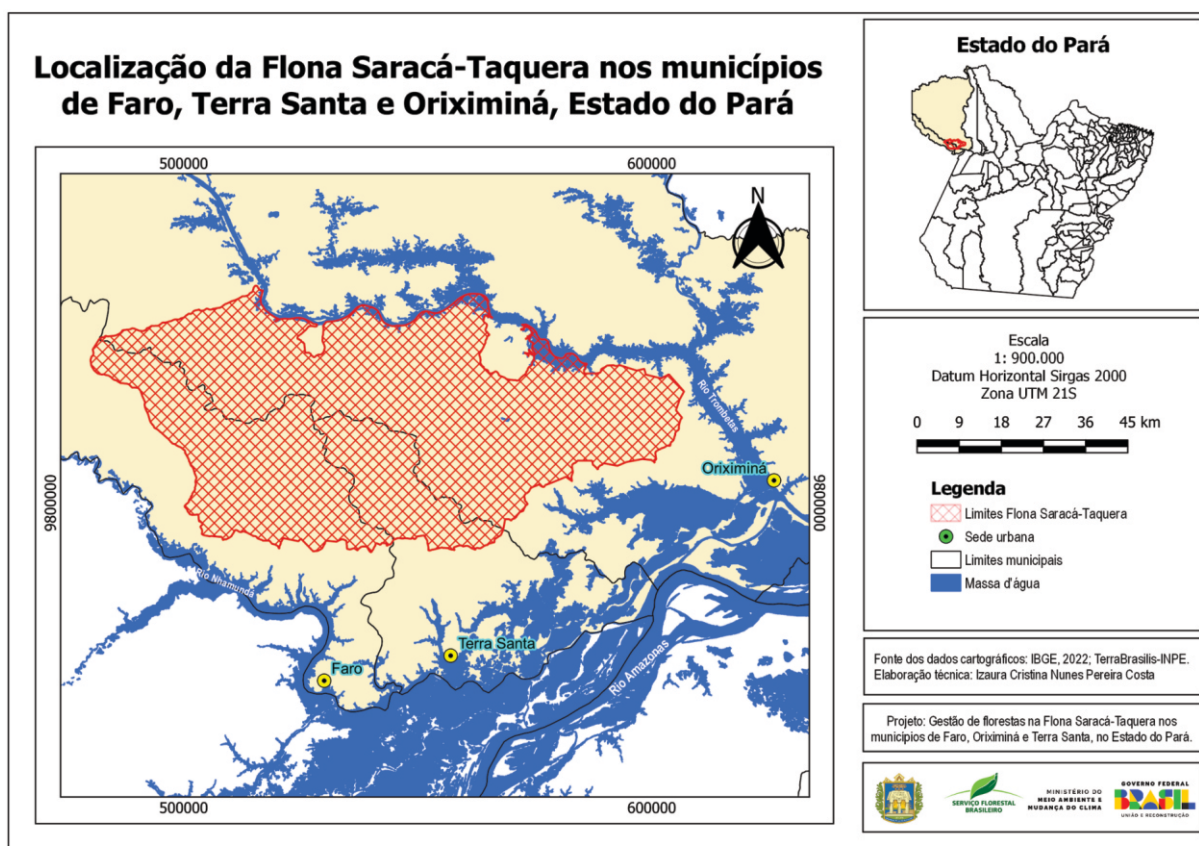 Localização da Flona Saracá-Taquera nos municípios
de Faro, Terra Santa e Oriximiná, Estado do Pará
500000
600000
N
9800000
9800000
Rio Trombetas
Oriximiná
Rio Nhamundá
Terra Santa
Faro
Rio Amazonas
500000
600000
Estado do Pará
Escala
1: 900.000
Datum Horizontal Sirgas 2000
Zona UTM 21S
0 9 18 27 36 45 km
Legenda
Limites Flona Saracá-Taquera
Sede urbana
Limites municipais
Massa d'água
Fonte dos dados cartográficos: IBGE, 2022; TerraBrasilis-INPE.
Elaboração técnica: Izaura Cristina Nunes Pereira Costa
Projeto: Gestão de florestas na Flona Saracá-Taquera nos
municípios de Faro, Oriximiná e Terra Santa, no Estado do Pará.
SERVIÇO FLORESTAL
BRASILEIRO
MINISTÉRIO DO
MEIO AMBIENTE E
MUDANÇA DO CLIMA
GOVERNO FEDERAL
BRASIL
UNIÃO E RECONSTRUÇÃO